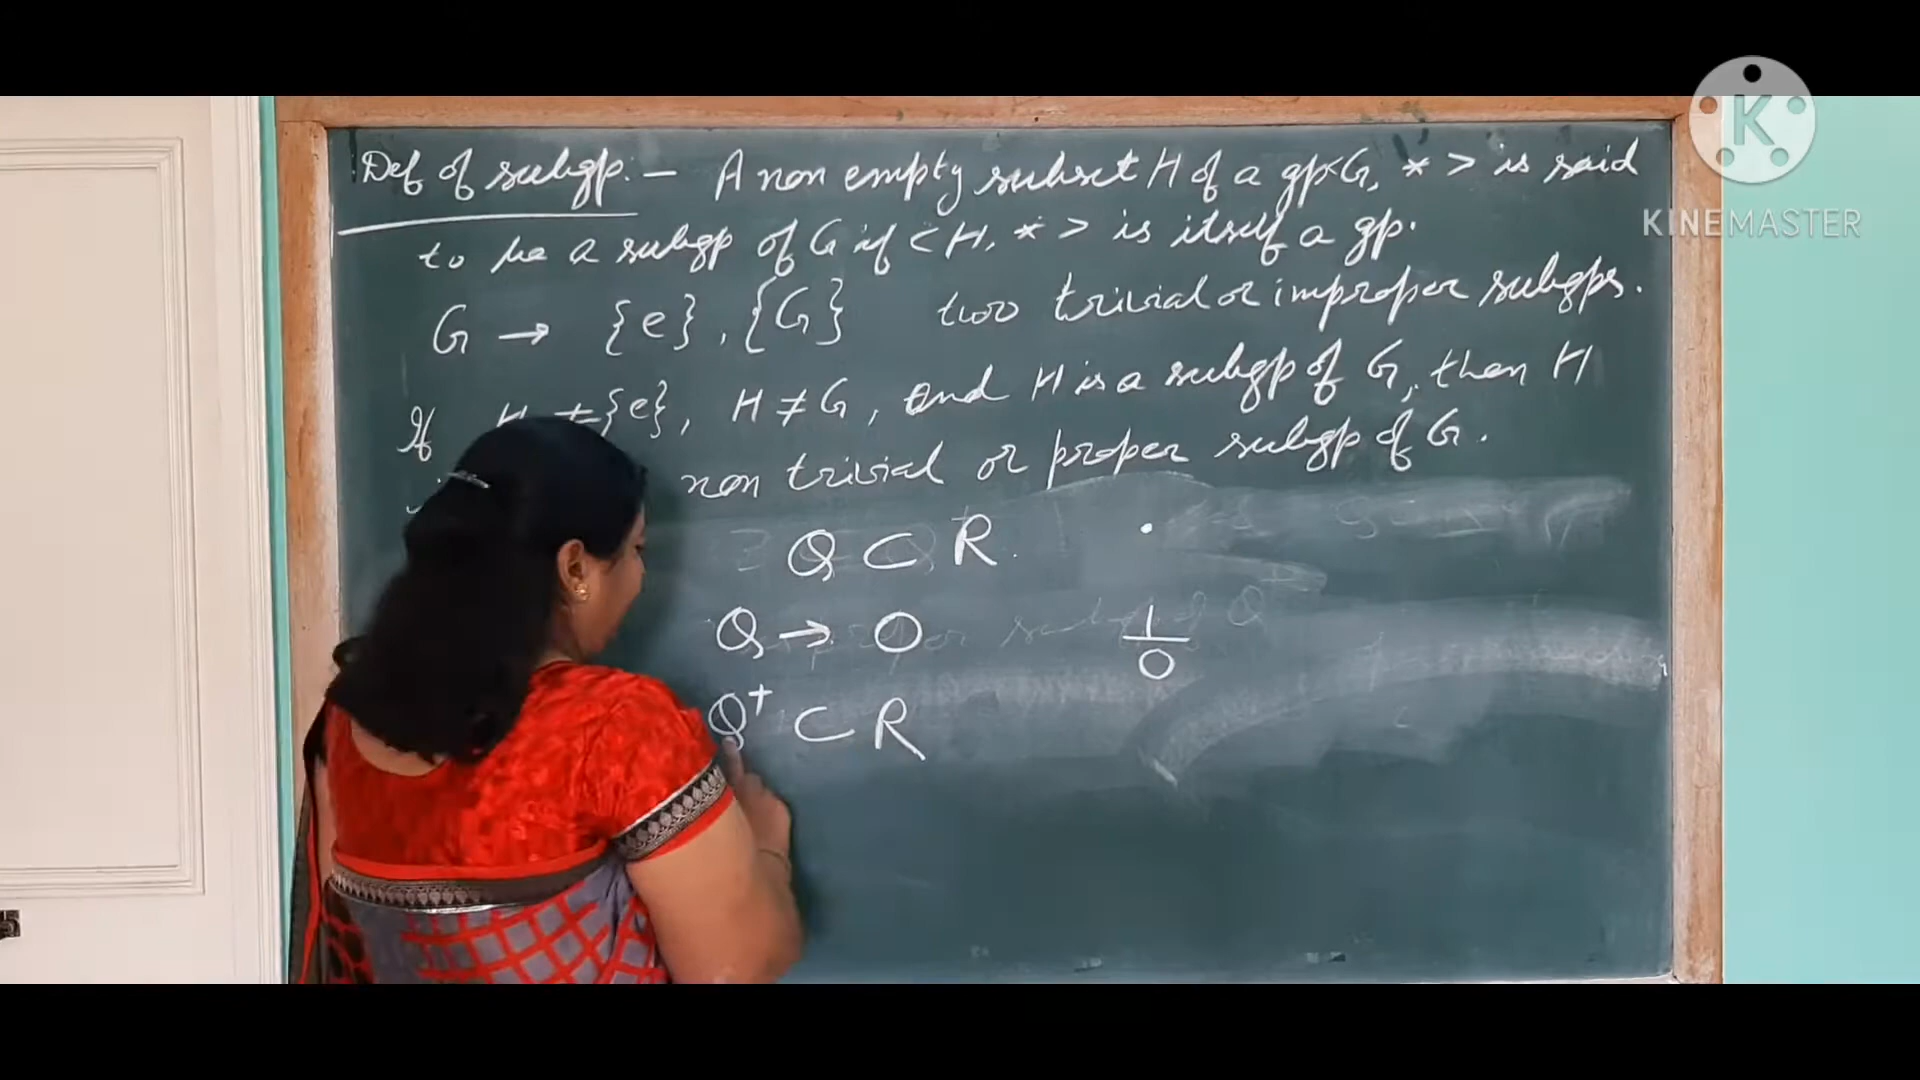 Def of subgp. - A non empty subset H of a gp <G, *> is said
to be a subgp of G if <H, *> is itself a gp.
G → {e}, {G} two trivial or improper subgps.
If H ≠ {e}, H ≠ G, and H is a subgp of G, then H
non trivial or proper subgp of G.
Q ⊂ R.
Q → 0 1/0
Q⁺ ⊂ R
K
KINEMASTER